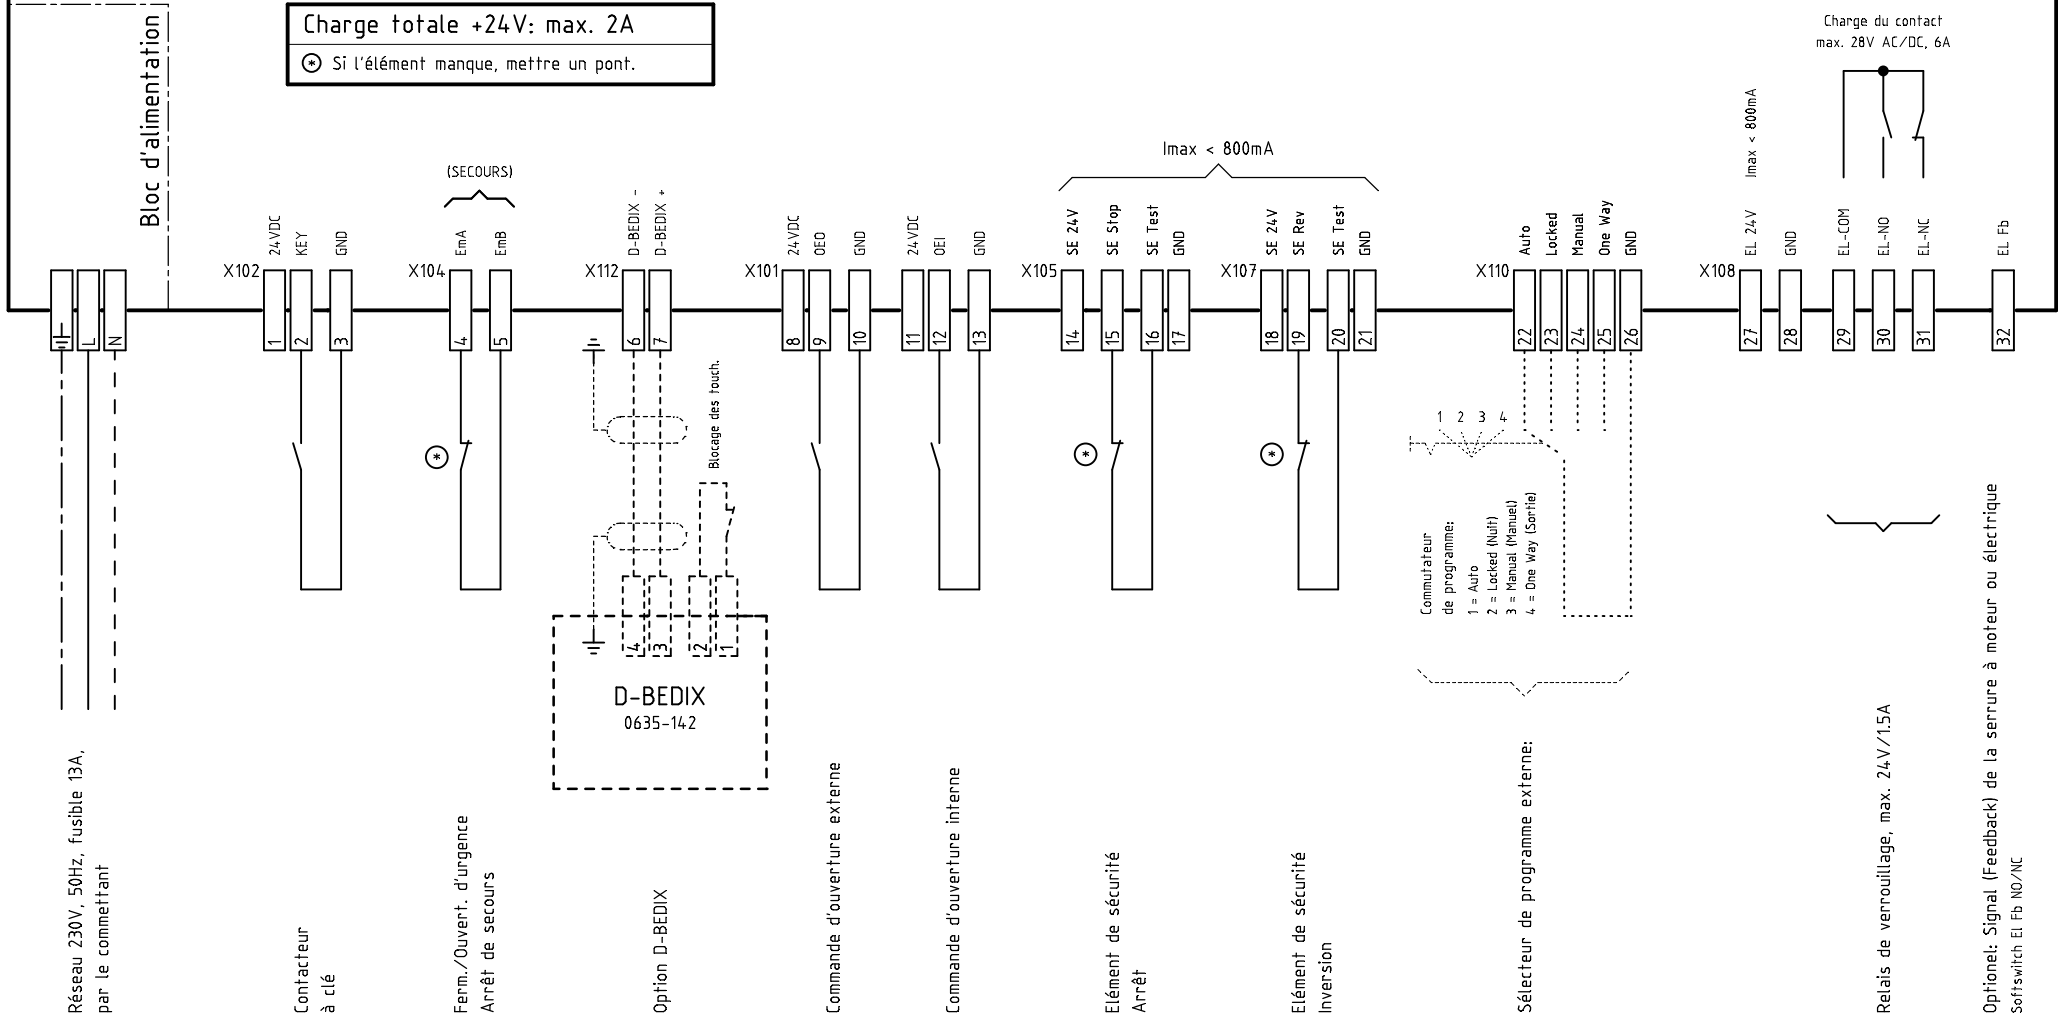 Bloc d'alimentation
Charge totale +24V: max. 2A
* Si l'élément manque, mettre un pont.
Charge du contact
max. 28V AC/DC, 6A
(SECOURS)
Imax < 800mA
Imax < 800mA
L
N
X102
24VDC
KEY
GND
1
2
3
X104
EmA
EmB
4
5
X112
D-BEDIX -
D-BEDIX +
6
7
X101
24VDC
OEO
GND
8
9
10
24VDC
OEI
GND
11
12
13
X105
SE 24V
SE Stop
SE Test
GND
14
15
16
17
X107
SE 24V
SE Rev
SE Test
GND
18
19
20
21
X110
Auto
Locked
Manual
One Way
GND
22
23
24
25
26
X108
EL 24V
GND
EL-COM
EL-NO
EL-NC
EL Fb
27
28
29
30
31
32
Blocage des touch.
*
*
*
1 2 3 4
Commutateur
de programme:
1 = Auto
2 = Locked (Nuit)
3 = Manual (Manuel)
4 = One Way (Sortie)
4
3
2
1
D-BEDIX
0635-142
Réseau 230V, 50Hz, fusible 13A,
par le commettant
Contacteur
à clé
Ferm./Ouvert. d'urgence
Arrêt de secours
Option D-BEDIX
Commande d'ouverture externe
Commande d'ouverture interne
Elément de sécurité
Arrêt
Elément de sécurité
Inversion
Sélecteur de programme externe:
Relais de verrouillage, max. 24V/1.5A
Optionel: Signal (Feedback) de la serrure à moteur ou électrique
Softswitch El Fb NO/NC